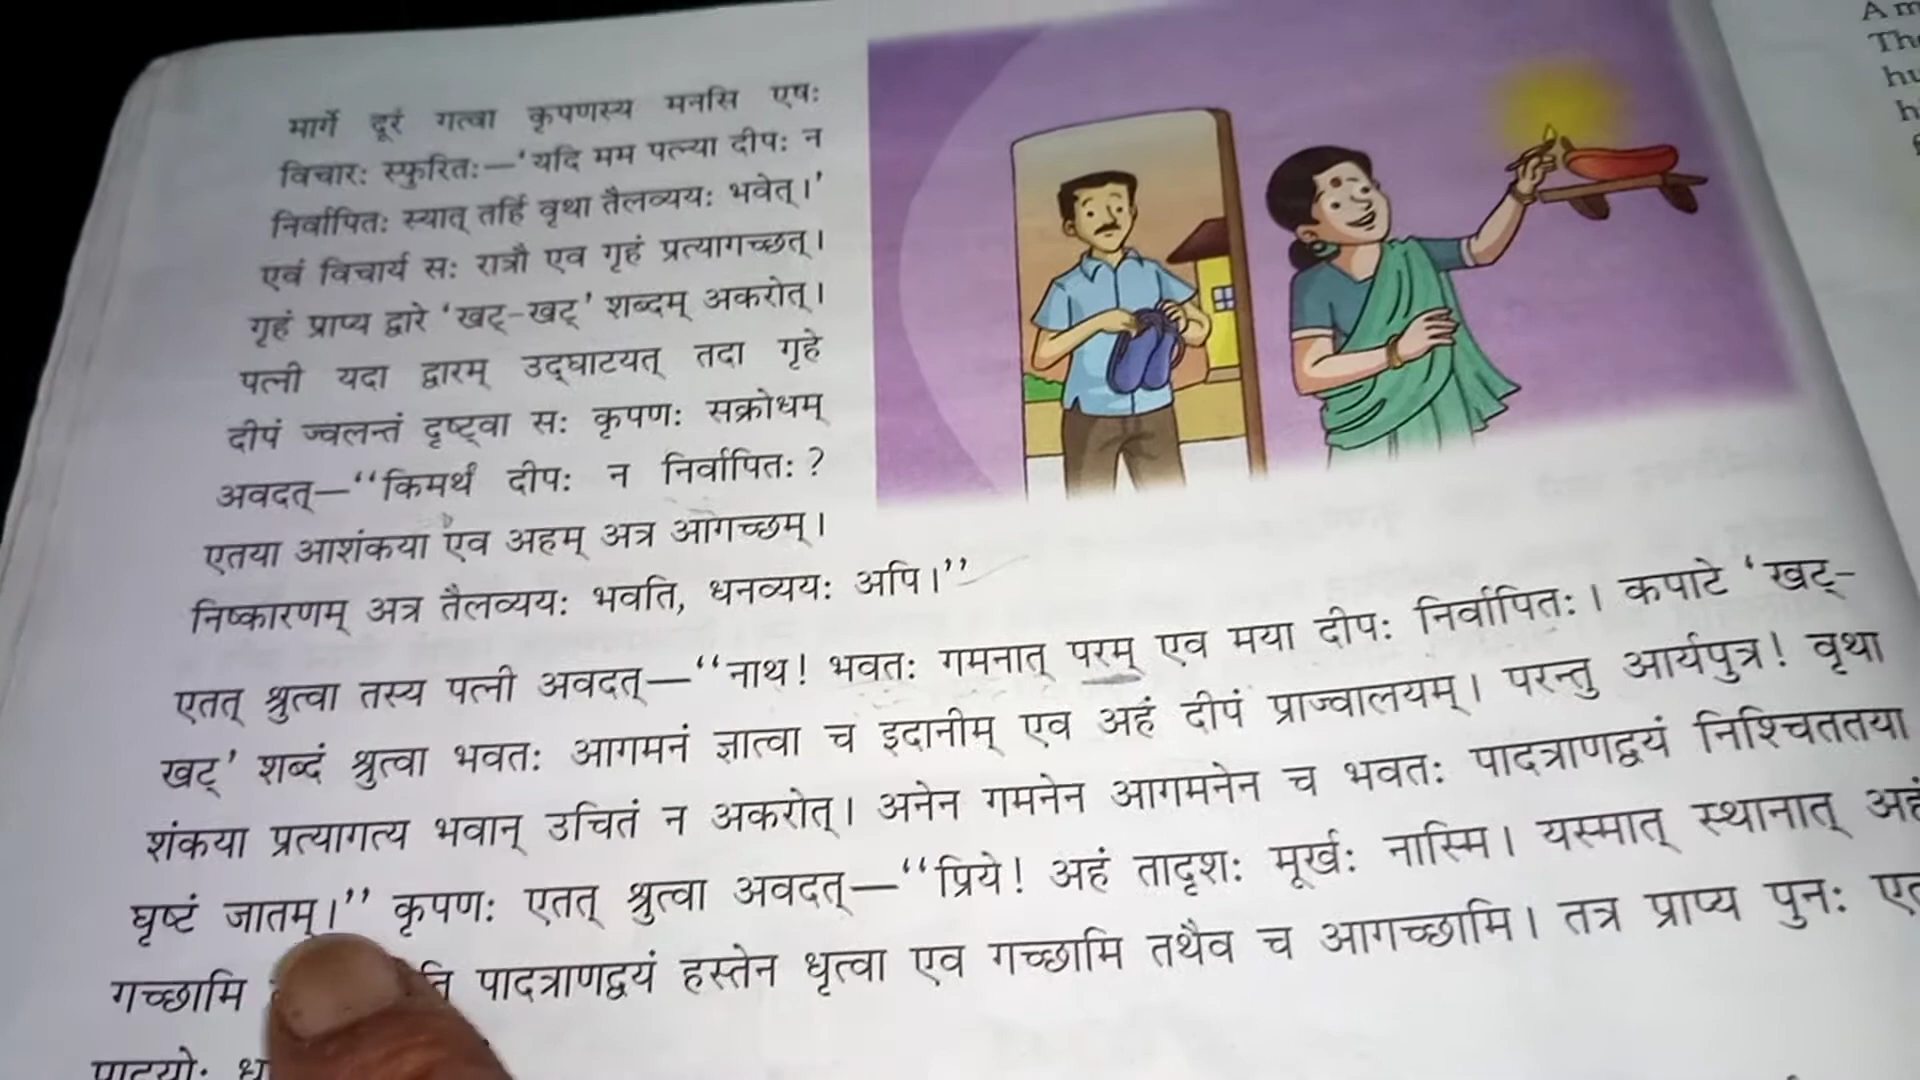 मार्गे दूरं गत्वा कृपणस्य मनसि एषः
विचारः स्फुरितः—‘यदि मम पत्न्या दीपः न
निर्वापितः स्यात् तर्हि वृथा तैलव्ययः भवेत्।’
एवं विचार्य सः रात्रौ एव गृहं प्रत्यागच्छत्।
गृहं प्राप्य द्वारे ‘खट्-खट्’ शब्दम् अकरोत्।
पत्नी यदा द्वारम् उद्घाटयत् तदा गृहे
दीपं ज्वलन्तं दृष्ट्वा सः कृपणः सक्रोधम्
अवदत्—“किमर्थं दीपः न निर्वापितः?
एतया आशंकया एव अहम् अत्र आगच्छम्।
निष्कारणम् अत्र तैलव्ययः भवति, धनव्ययः अपि।”
एतत् श्रुत्वा तस्य पत्नी अवदत्—“नाथ! भवतः गमनात् परम् एव मया दीपः निर्वापितः। कपाटे ‘खट्-
खट्’ शब्दं श्रुत्वा भवतः आगमनं ज्ञात्वा च इदानीम् एव अहं दीपं प्राज्वालयम्। परन्तु आर्यपुत्र! वृथा
शंकया प्रत्यागत्य भवान् उचितं न अकरोत्। अनेन गमनेन आगमनेन च भवतः पादत्राणद्वयं निश्चिततया
घृष्टं जातम्।” कृपणः एतत् श्रुत्वा अवदत्—“प्रिये! अहं तादृशः मूर्खः नास्मि। यस्मात् स्थानात् अहं
गच्छामि पादत्राणद्वयं हस्तेन धृत्वा एव गच्छामि तथैव च आगच्छामि। तत्र प्राप्य पुनः
A